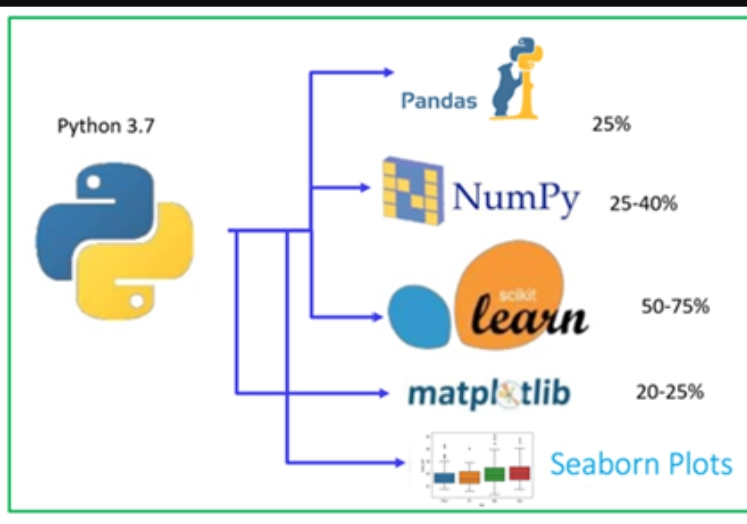 Python 3.7
Pandas
25%
NumPy
25-40%
scikit
learn
50-75%
matplotlib
20-25%
Seaborn Plots